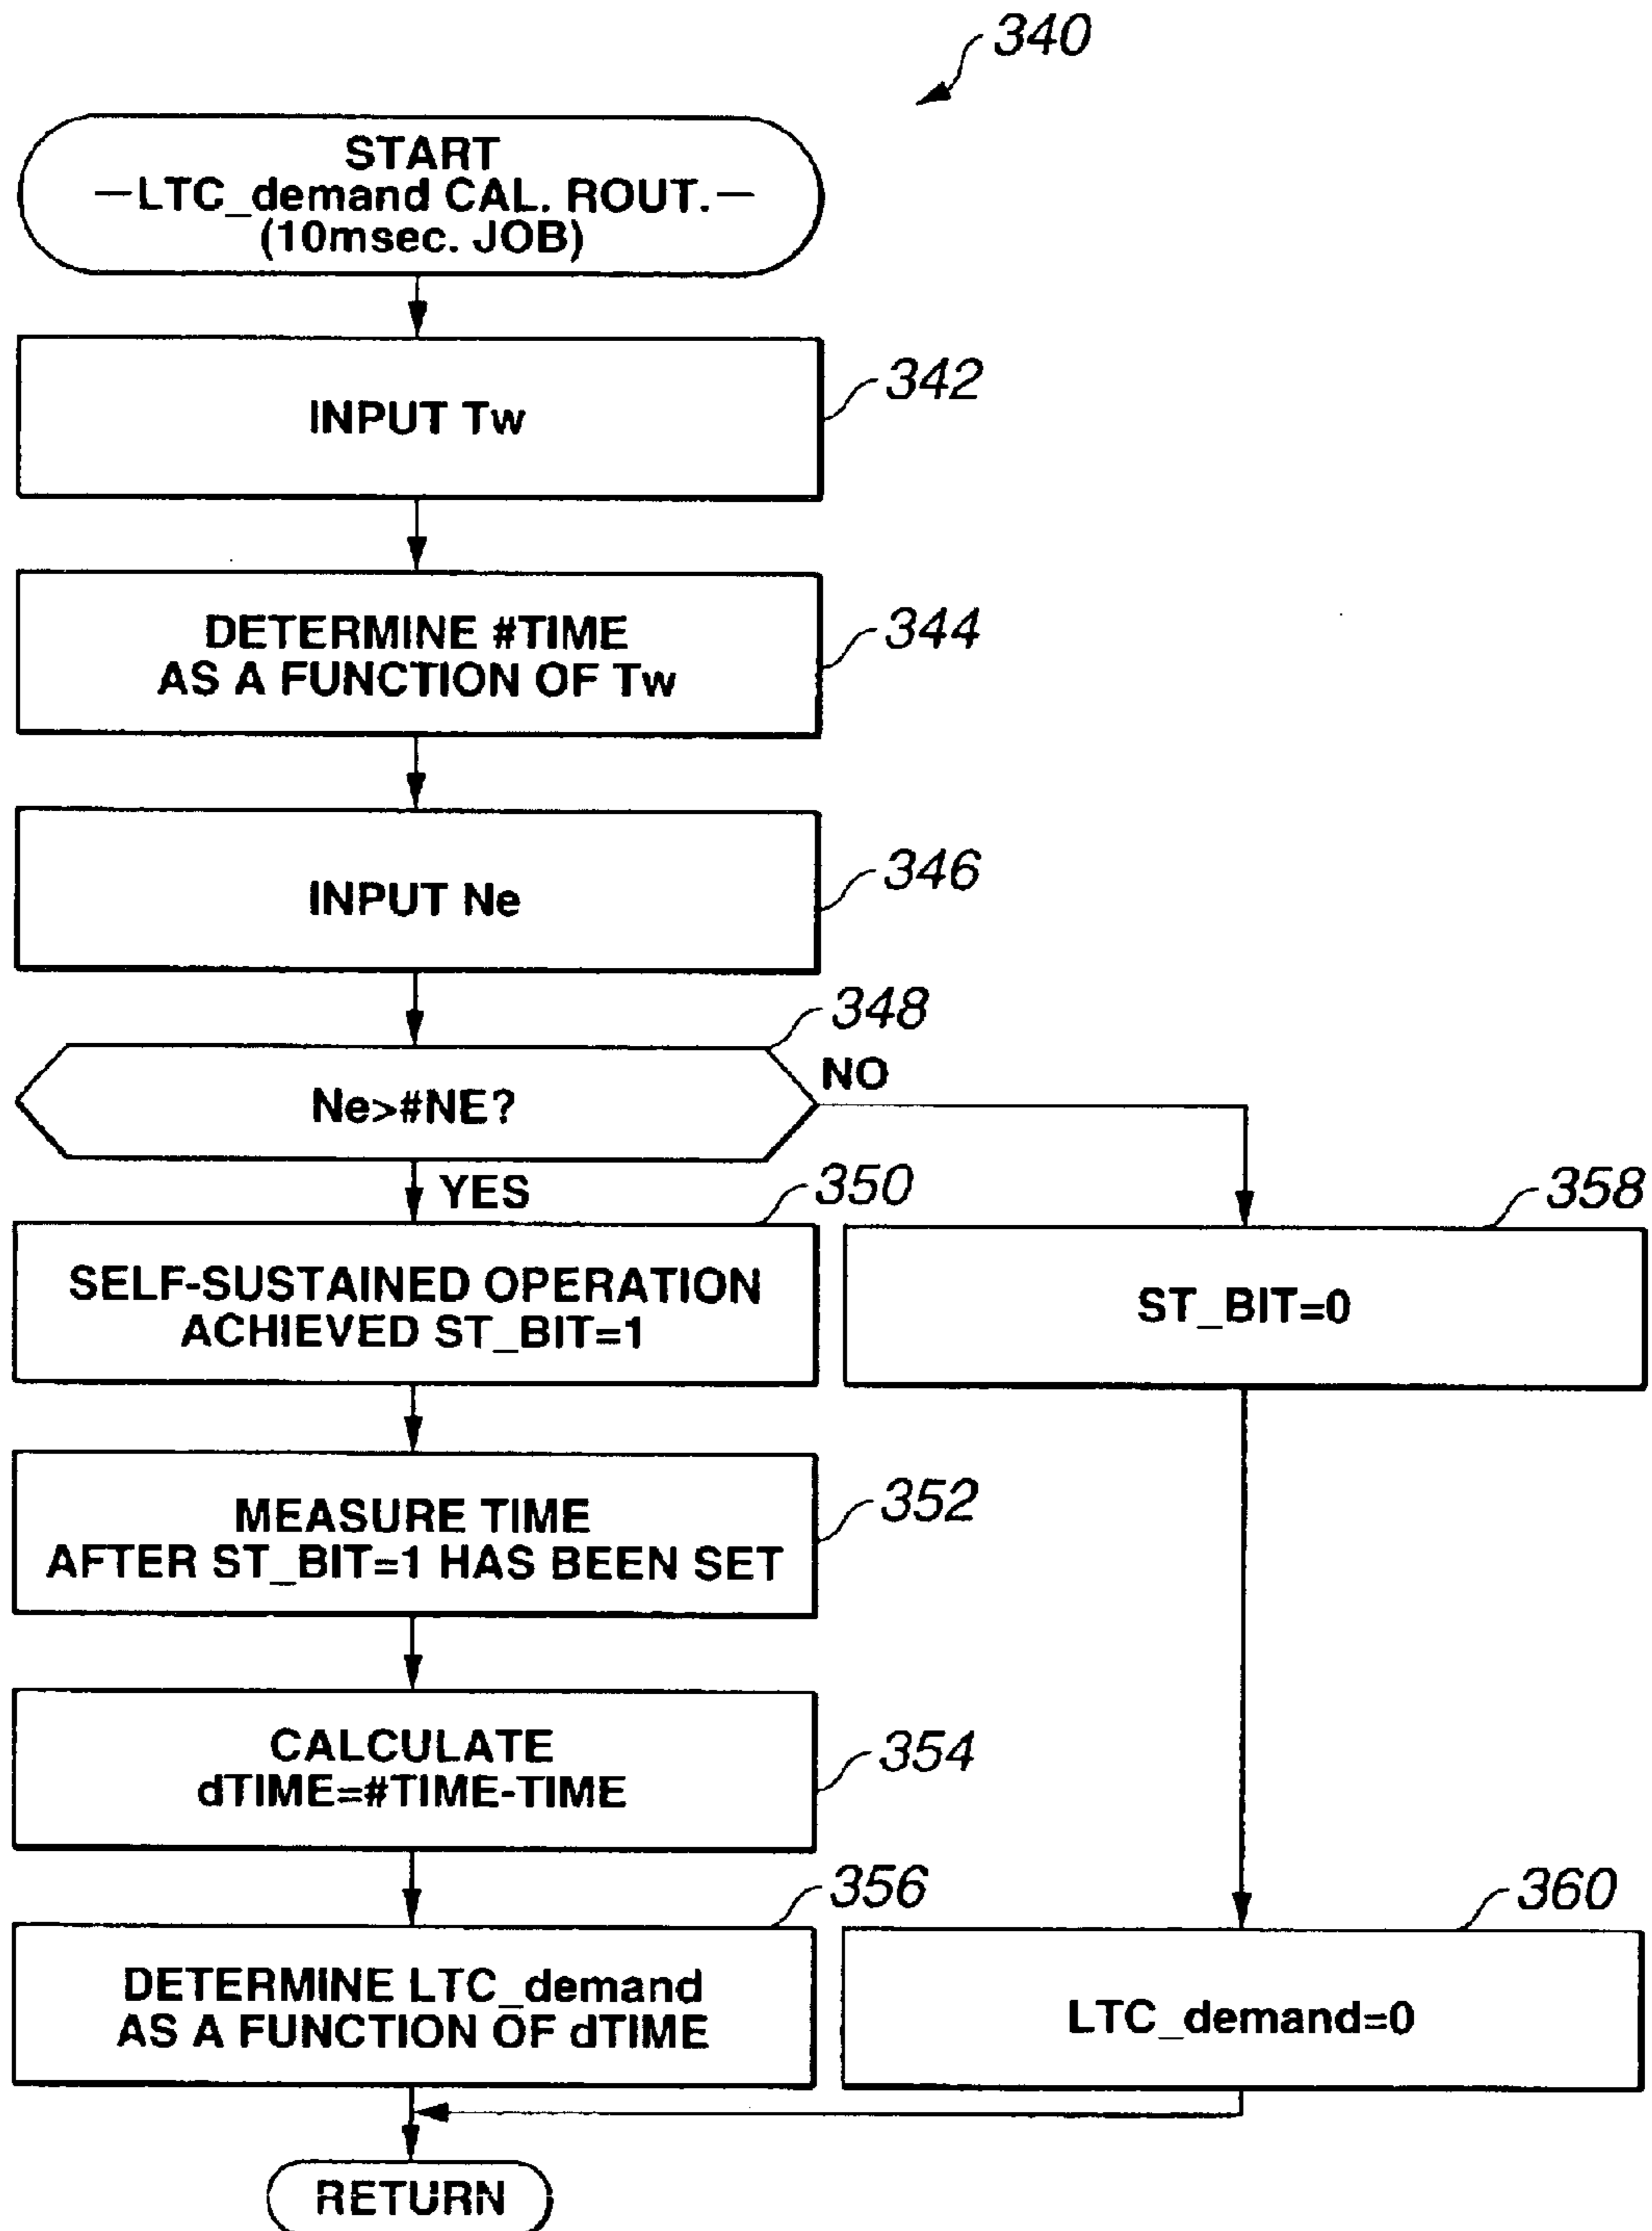 340
START
—LTC_demand CAL. ROUT.—
(10msec. JOB)
342
INPUT Tw
344
DETERMINE #TIME
AS A FUNCTION OF Tw
346
INPUT Ne
348
Ne>#NE?
NO
YES
350
358
SELF-SUSTAINED OPERATION
ACHIEVED ST_BIT=1
ST_BIT=0
352
MEASURE TIME
AFTER ST_BIT=1 HAS BEEN SET
354
CALCULATE
dTIME=#TIME-TIME
356
360
DETERMINE LTC_demand
AS A FUNCTION OF dTIME
LTC_demand=0
RETURN